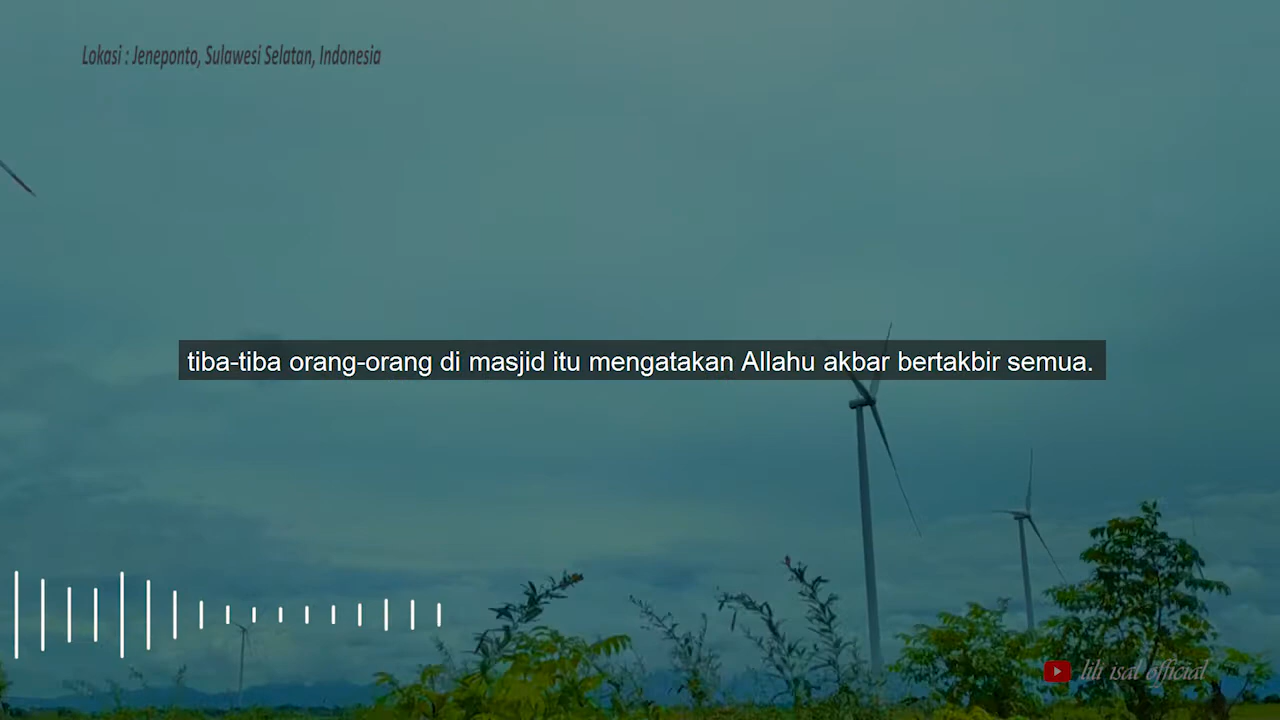 Lokasi : Jeneponto, Sulawesi Selatan, Indonesia
tiba-tiba orang-orang di masjid itu mengatakan Allahu akbar bertakbir semua.
lili isal official